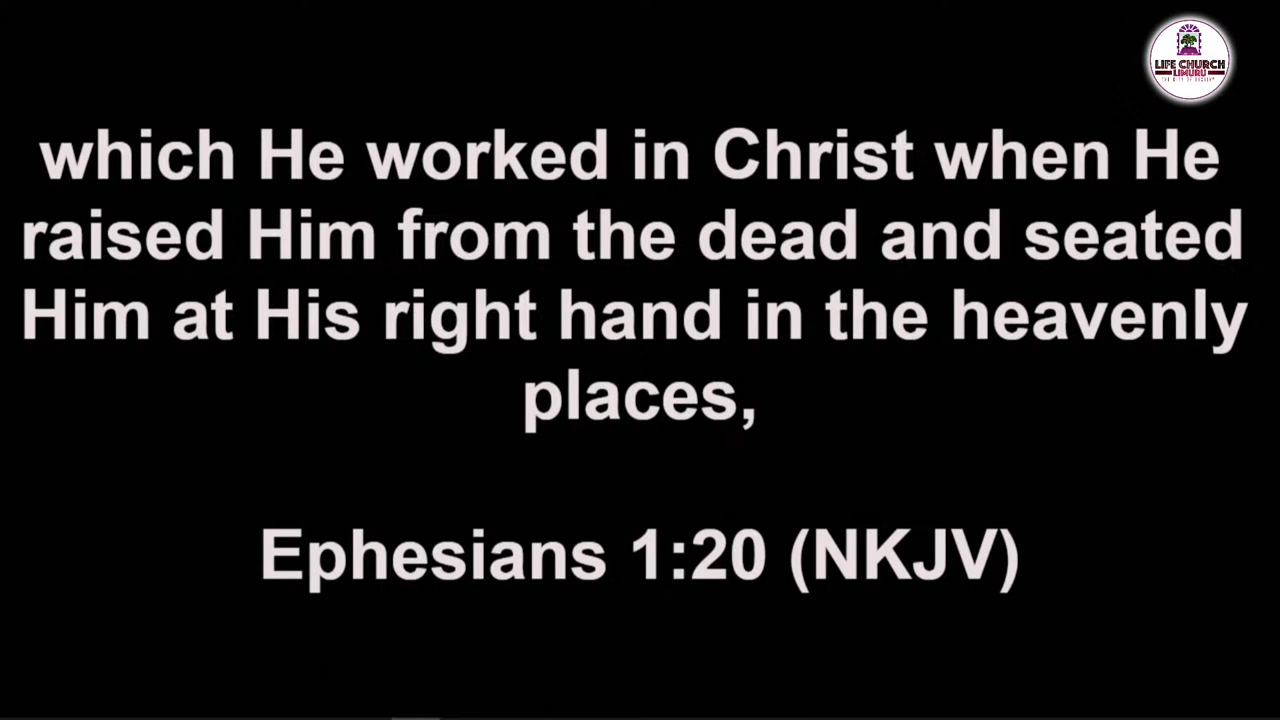 LIFE CHURCH
LIMURU
which He worked in Christ when He
raised Him from the dead and seated
Him at His right hand in the heavenly
places,
Ephesians 1:20 (NKJV)